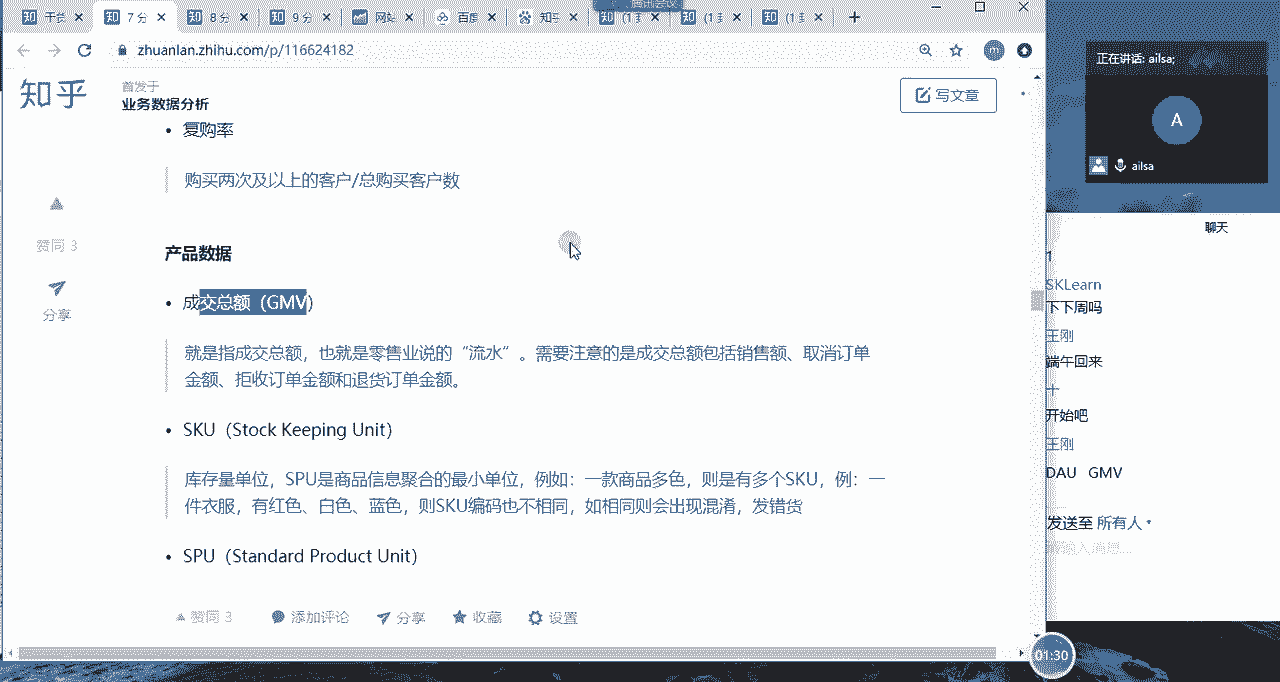 7 分
8 分
9 分
网站
百度
知乎
(1 封
(1 封
(1 封
腾讯会议
zhuanlan.zhihu.com/p/116624182
知乎
首发于
业务数据分析
写文章
• 复购率
购买两次及以上的客户/总购买客户数
产品数据
• 成交总额（GMV）
就是指成交总额，也就是零售业说的“流水”。需要注意的是成交总额包括销售额、取消订单
金额、拒收订单金额和退货订单金额。
• SKU（Stock Keeping Unit）
库存量单位，SPU是商品信息聚合的最小单位，例如：一款商品多色，则是有多个SKU，例：一
件衣服，有红色、白色、蓝色，则SKU编码也不相同，如相同则会出现混淆，发错货
• SPU（Standard Product Unit）
赞同 3
分享
赞同 3
添加评论
分享
收藏
设置
正在讲话: ailsa;
A
ailsa
聊天
1
SKLearn
下下周吗
王刚
端午回来
十
开始吧
王刚
DAU GMV
发送至 所有人
01:30